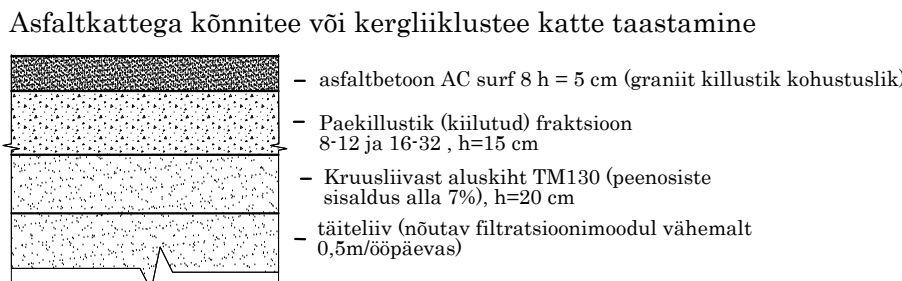 Asfaltkattega kõnnitee või kergliiklustee katte taastamine
– asfaltbetoon AC surf 8 h = 5 cm (graniit killustik kohustuslik)
– Paekillustik (kiilutud) fraktsioon
8-12 ja 16-32 , h=15 cm
– Kruusliivast aluskiht TM130 (peenosiste
sisaldus alla 7%), h=20 cm
– täiteliiv (nõutav filtratsioonimoodul vähemalt
0,5m/ööpäevas)